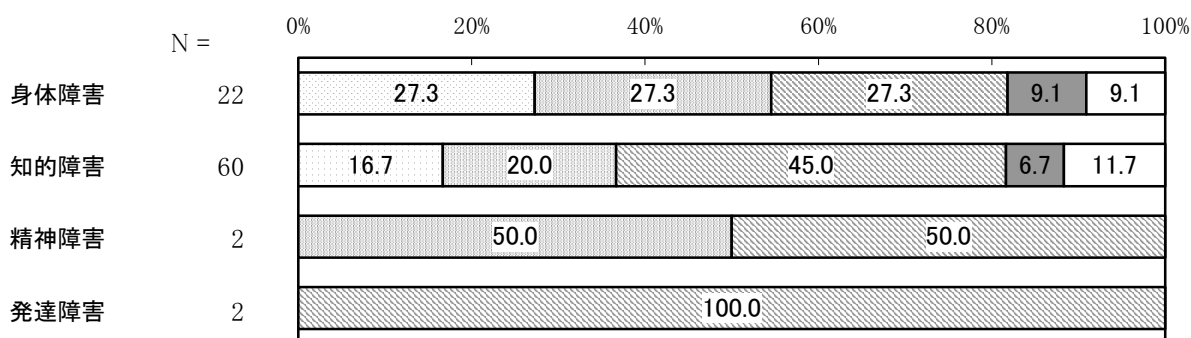 0% 20% 40% 60% 80% 100%
N =
身体障害 22 27.3 27.3 27.3 9.1 9.1
知的障害 60 16.7 20.0 45.0 6.7 11.7
精神障害 2 50.0 50.0
発達障害 2 100.0